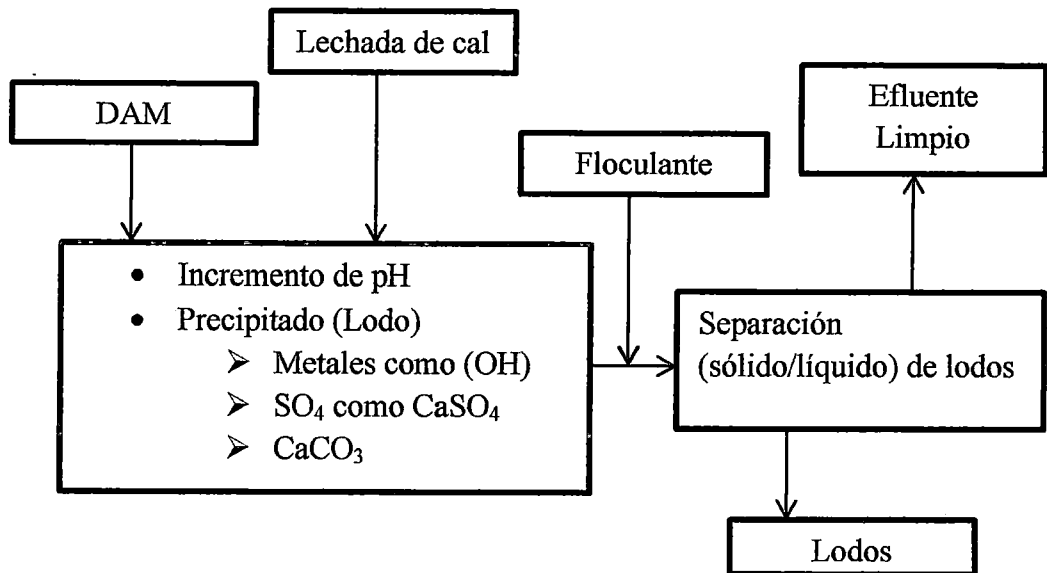 Lechada de cal
DAM
Floculante
Efluente
Limpio
• Incremento de pH
• Precipitado (Lodo)
➢ Metales como (OH)
➢ SO₄ como CaSO₄
➢ CaCO₃
Separación
(sólido/líquido) de lodos
Lodos